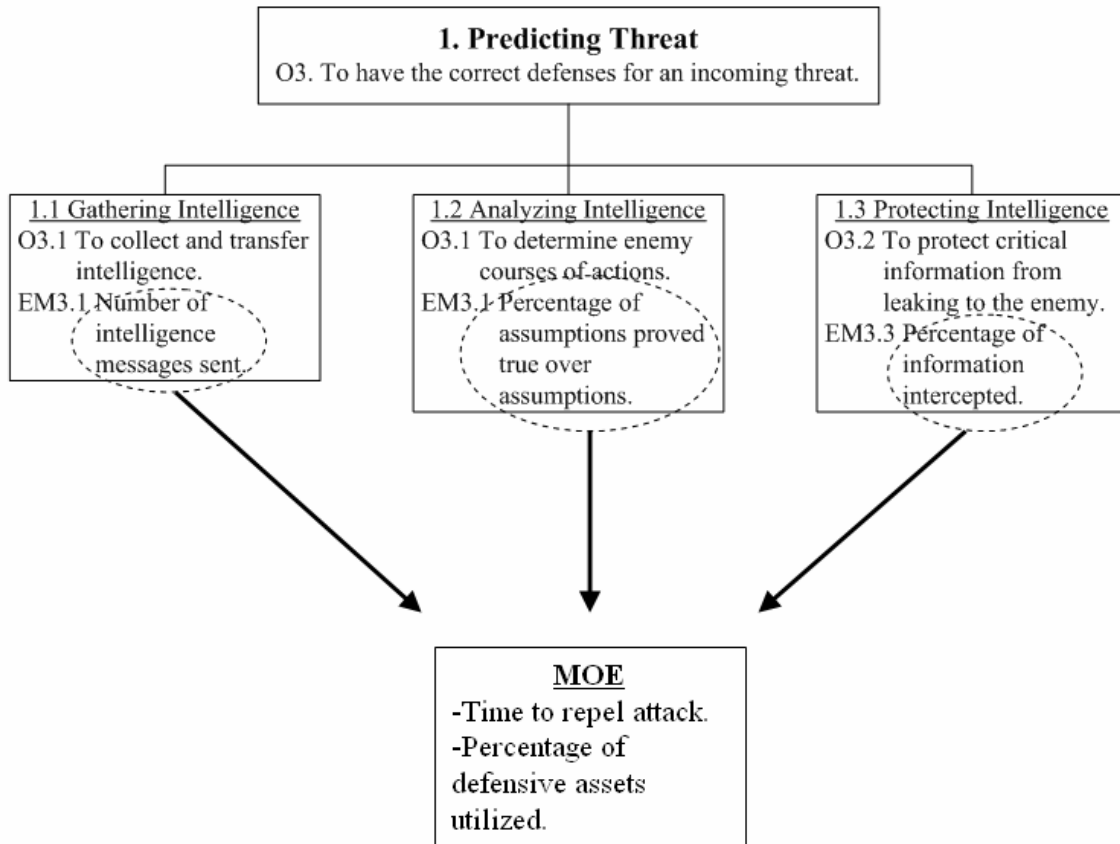 1. Predicting Threat
O3. To have the correct defenses for an incoming threat.
1.1 Gathering Intelligence
O3.1 To collect and transfer
intelligence.
EM3.1 Number of
intelligence
messages sent.
1.2 Analyzing Intelligence
O3.1 To determine enemy
courses of actions.
EM3.1 Percentage of
assumptions proved
true over
assumptions.
1.3 Protecting Intelligence
O3.2 To protect critical
information from
leaking to the enemy.
EM3.3 Percentage of
information
intercepted.
MOE
-Time to repel attack.
-Percentage of
defensive assets
utilized.